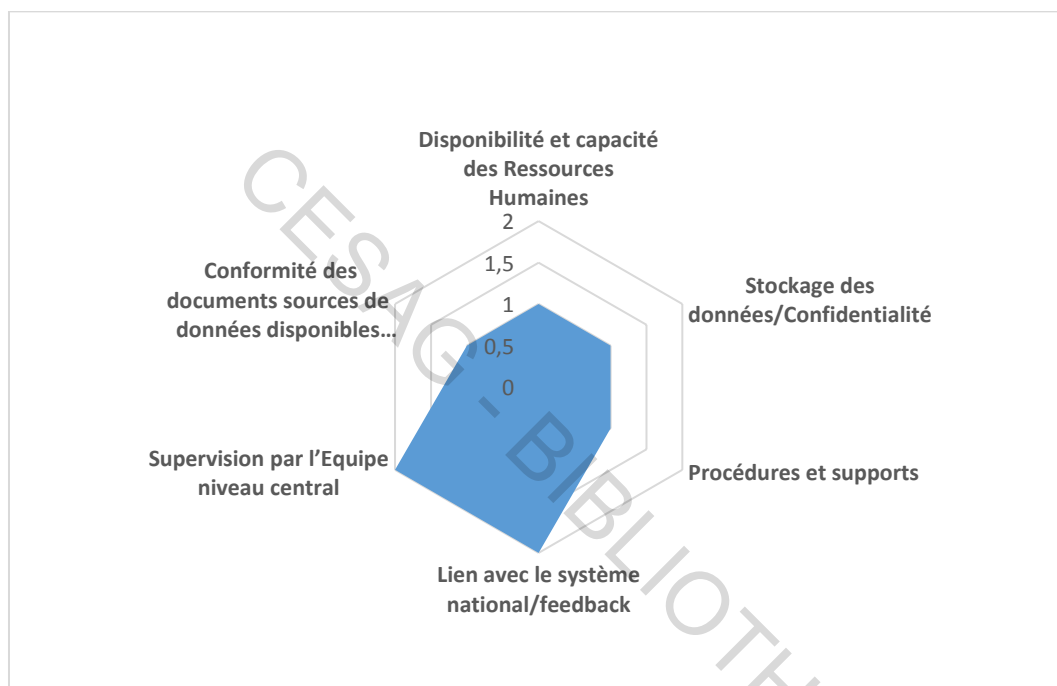 Disponibilité et capacité
des Ressources
Humaines
2
1,5
1
0,5
0
Stockage des
données/Confidentialité
Procédures et supports
Lien avec le système
national/feedback
Supervision par l'Equipe
niveau central
Conformité des
documents sources de
données disponibles…
CESAG - BIBLIOTH